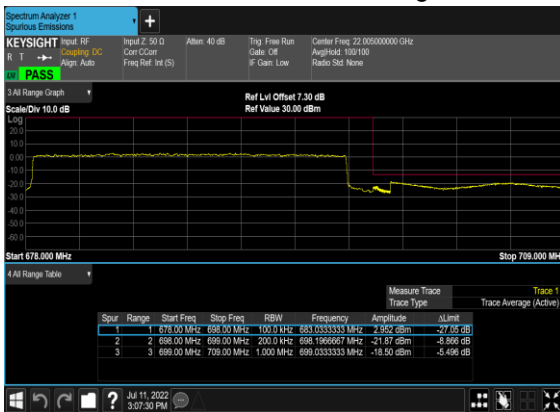 Spectrum Analyzer 1
Spurious Emissions
KEYSIGHT Input: RF Input Z: 50 Ω Atten: 40 dB Trig: Free Run Center Freq: 22.005000000 GHz
R T Coupling: DC Corr CCorr Gate: Off Avg|Hold: 100/100
Align: Auto Freq Ref: Int (S) IF Gain: Low Radio Std: None
PASS
3 All Range Graph
Ref Lvl Offset 7.30 dB
Scale/Div 10.0 dB Ref Value 30.00 dBm
Log
20.0
10.0
0.00
-10.0
-20.0
-30.0
-40.0
-50.0
-60.0
Start 678.000 MHz Stop 709.000 MH
4 All Range Table
Measure Trace Trace 1
Trace Type Trace Average (Active)
Spur Range Start Freq Stop Freq RBW Frequency Amplitude ΔLimit
1 1 678.00 MHz 698.00 MHz 100.0 kHz 683.0333333 MHz 2.952 dBm -27.05 dB
2 2 698.00 MHz 699.00 MHz 200.0 kHz 698.1966667 MHz -21.87 dBm -8.866 dB
3 3 699.00 MHz 709.00 MHz 1.000 MHz 699.0333333 MHz -18.50 dBm -5.496 dB
? Jul 11, 2022
3:07:30 PM